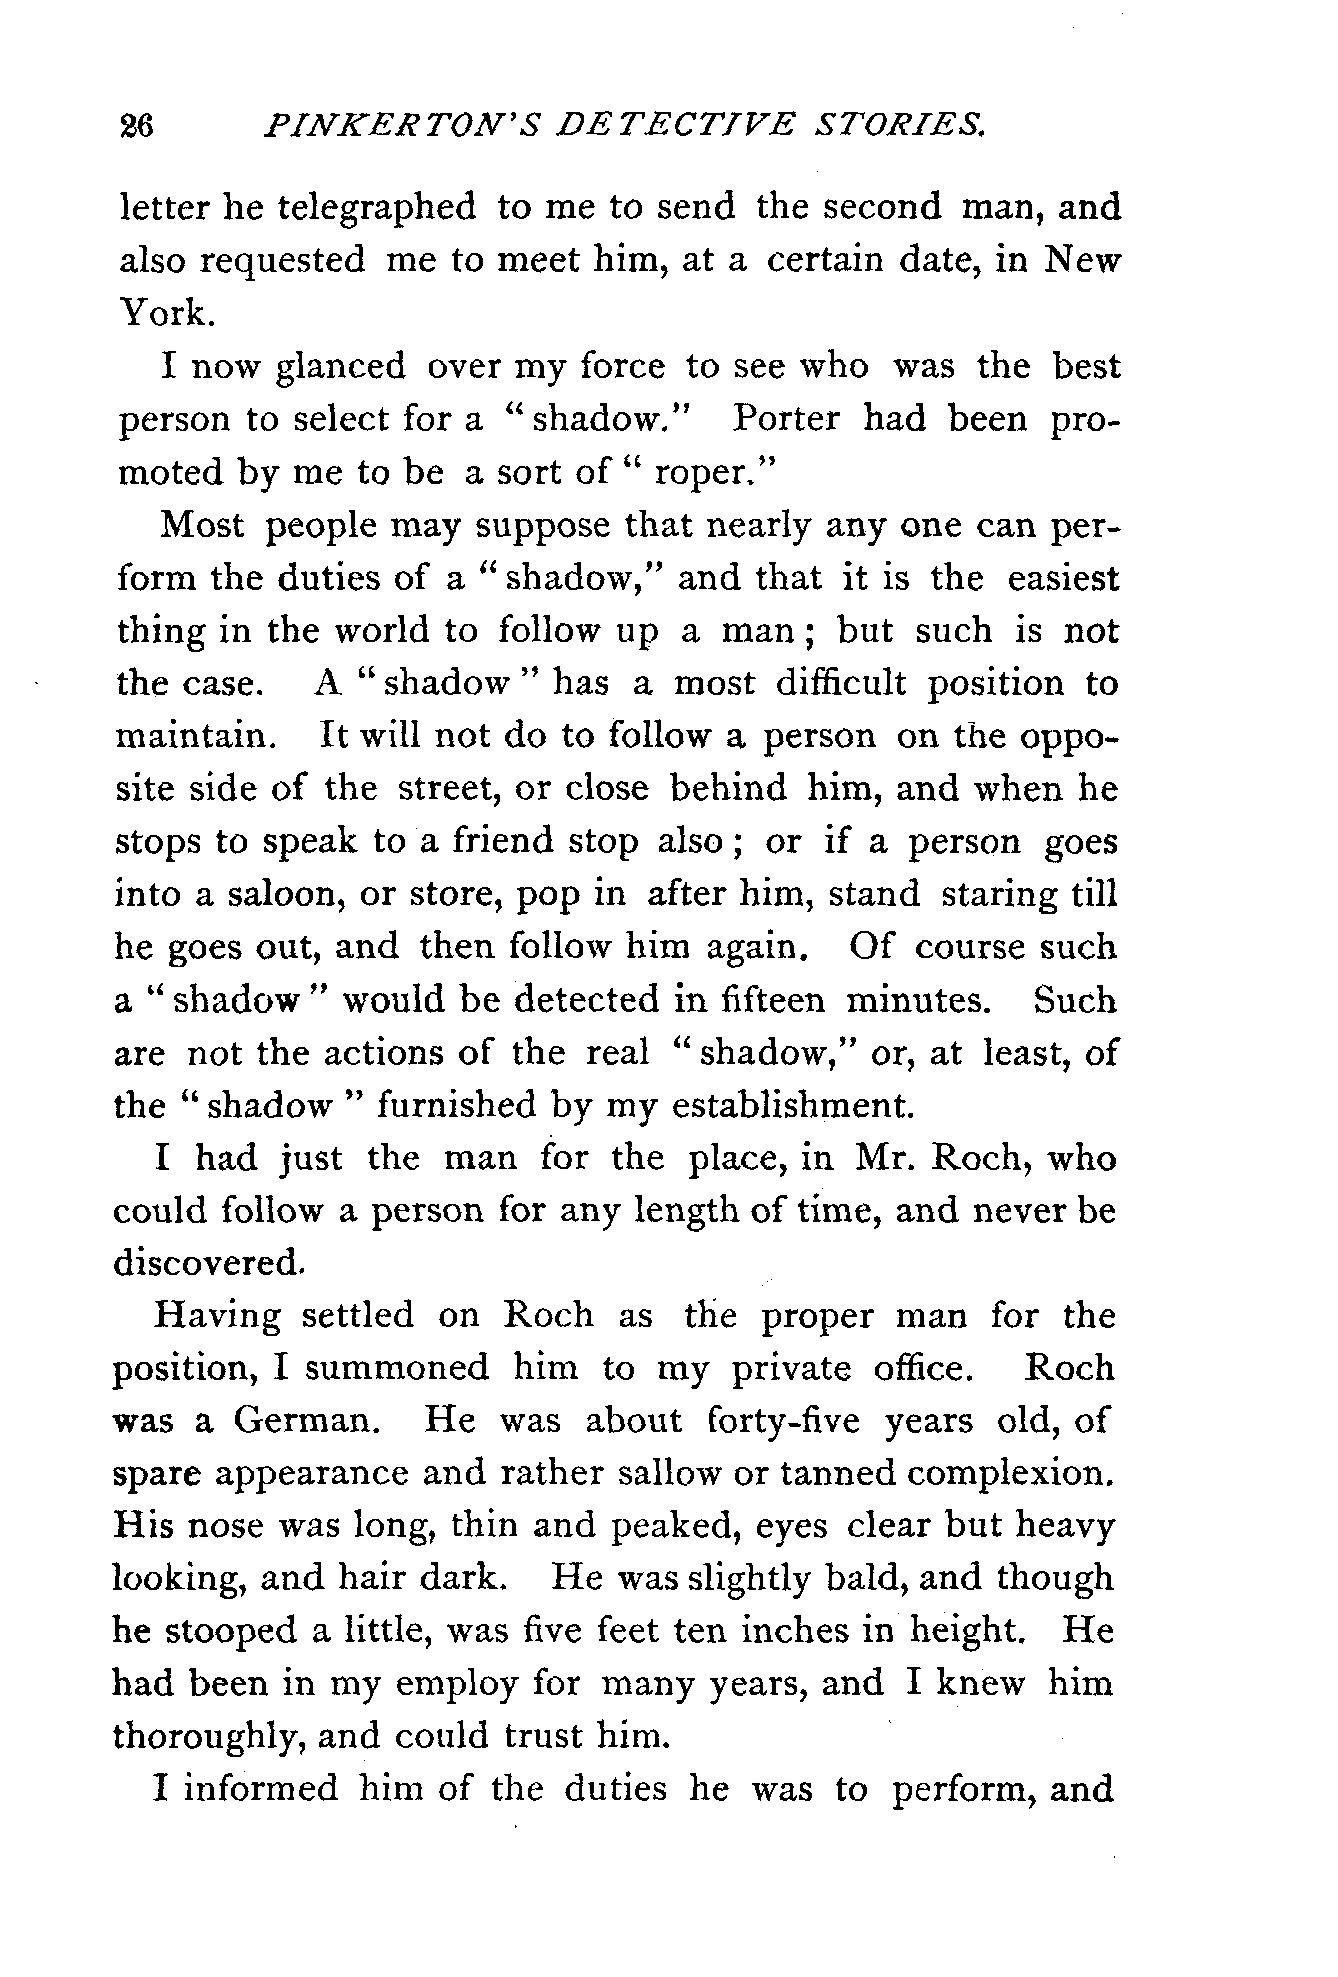 26 PINKERTON'S DETECTIVE STORIES.
letter he telegraphed to me to send the second man, and
also requested me to meet him, at a certain date, in New
York.
I now glanced over my force to see who was the best
person to select for a “ shadow.” Porter had been pro-
moted by me to be a sort of “ roper.”
Most people may suppose that nearly any one can per-
form the duties of a “ shadow,” and that it is the easiest
thing in the world to follow up a man ; but such is not
the case. A “ shadow ” has a most difficult position to
maintain. It will not do to follow a person on the oppo-
site side of the street, or close behind him, and when he
stops to speak to a friend stop also ; or if a person goes
into a saloon, or store, pop in after him, stand staring till
he goes out, and then follow him again. Of course such
a “ shadow ” would be detected in fifteen minutes. Such
are not the actions of the real “ shadow,” or, at least, of
the “ shadow ” furnished by my establishment.
I had just the man for the place, in Mr. Roch, who
could follow a person for any length of time, and never be
discovered.
Having settled on Roch as the proper man for the
position, I summoned him to my private office. Roch
was a German. He was about forty-five years old, of
spare appearance and rather sallow or tanned complexion.
His nose was long, thin and peaked, eyes clear but heavy
looking, and hair dark. He was slightly bald, and though
he stooped a little, was five feet ten inches in height. He
had been in my employ for many years, and I knew him
thoroughly, and could trust him.
I informed him of the duties he was to perform, and